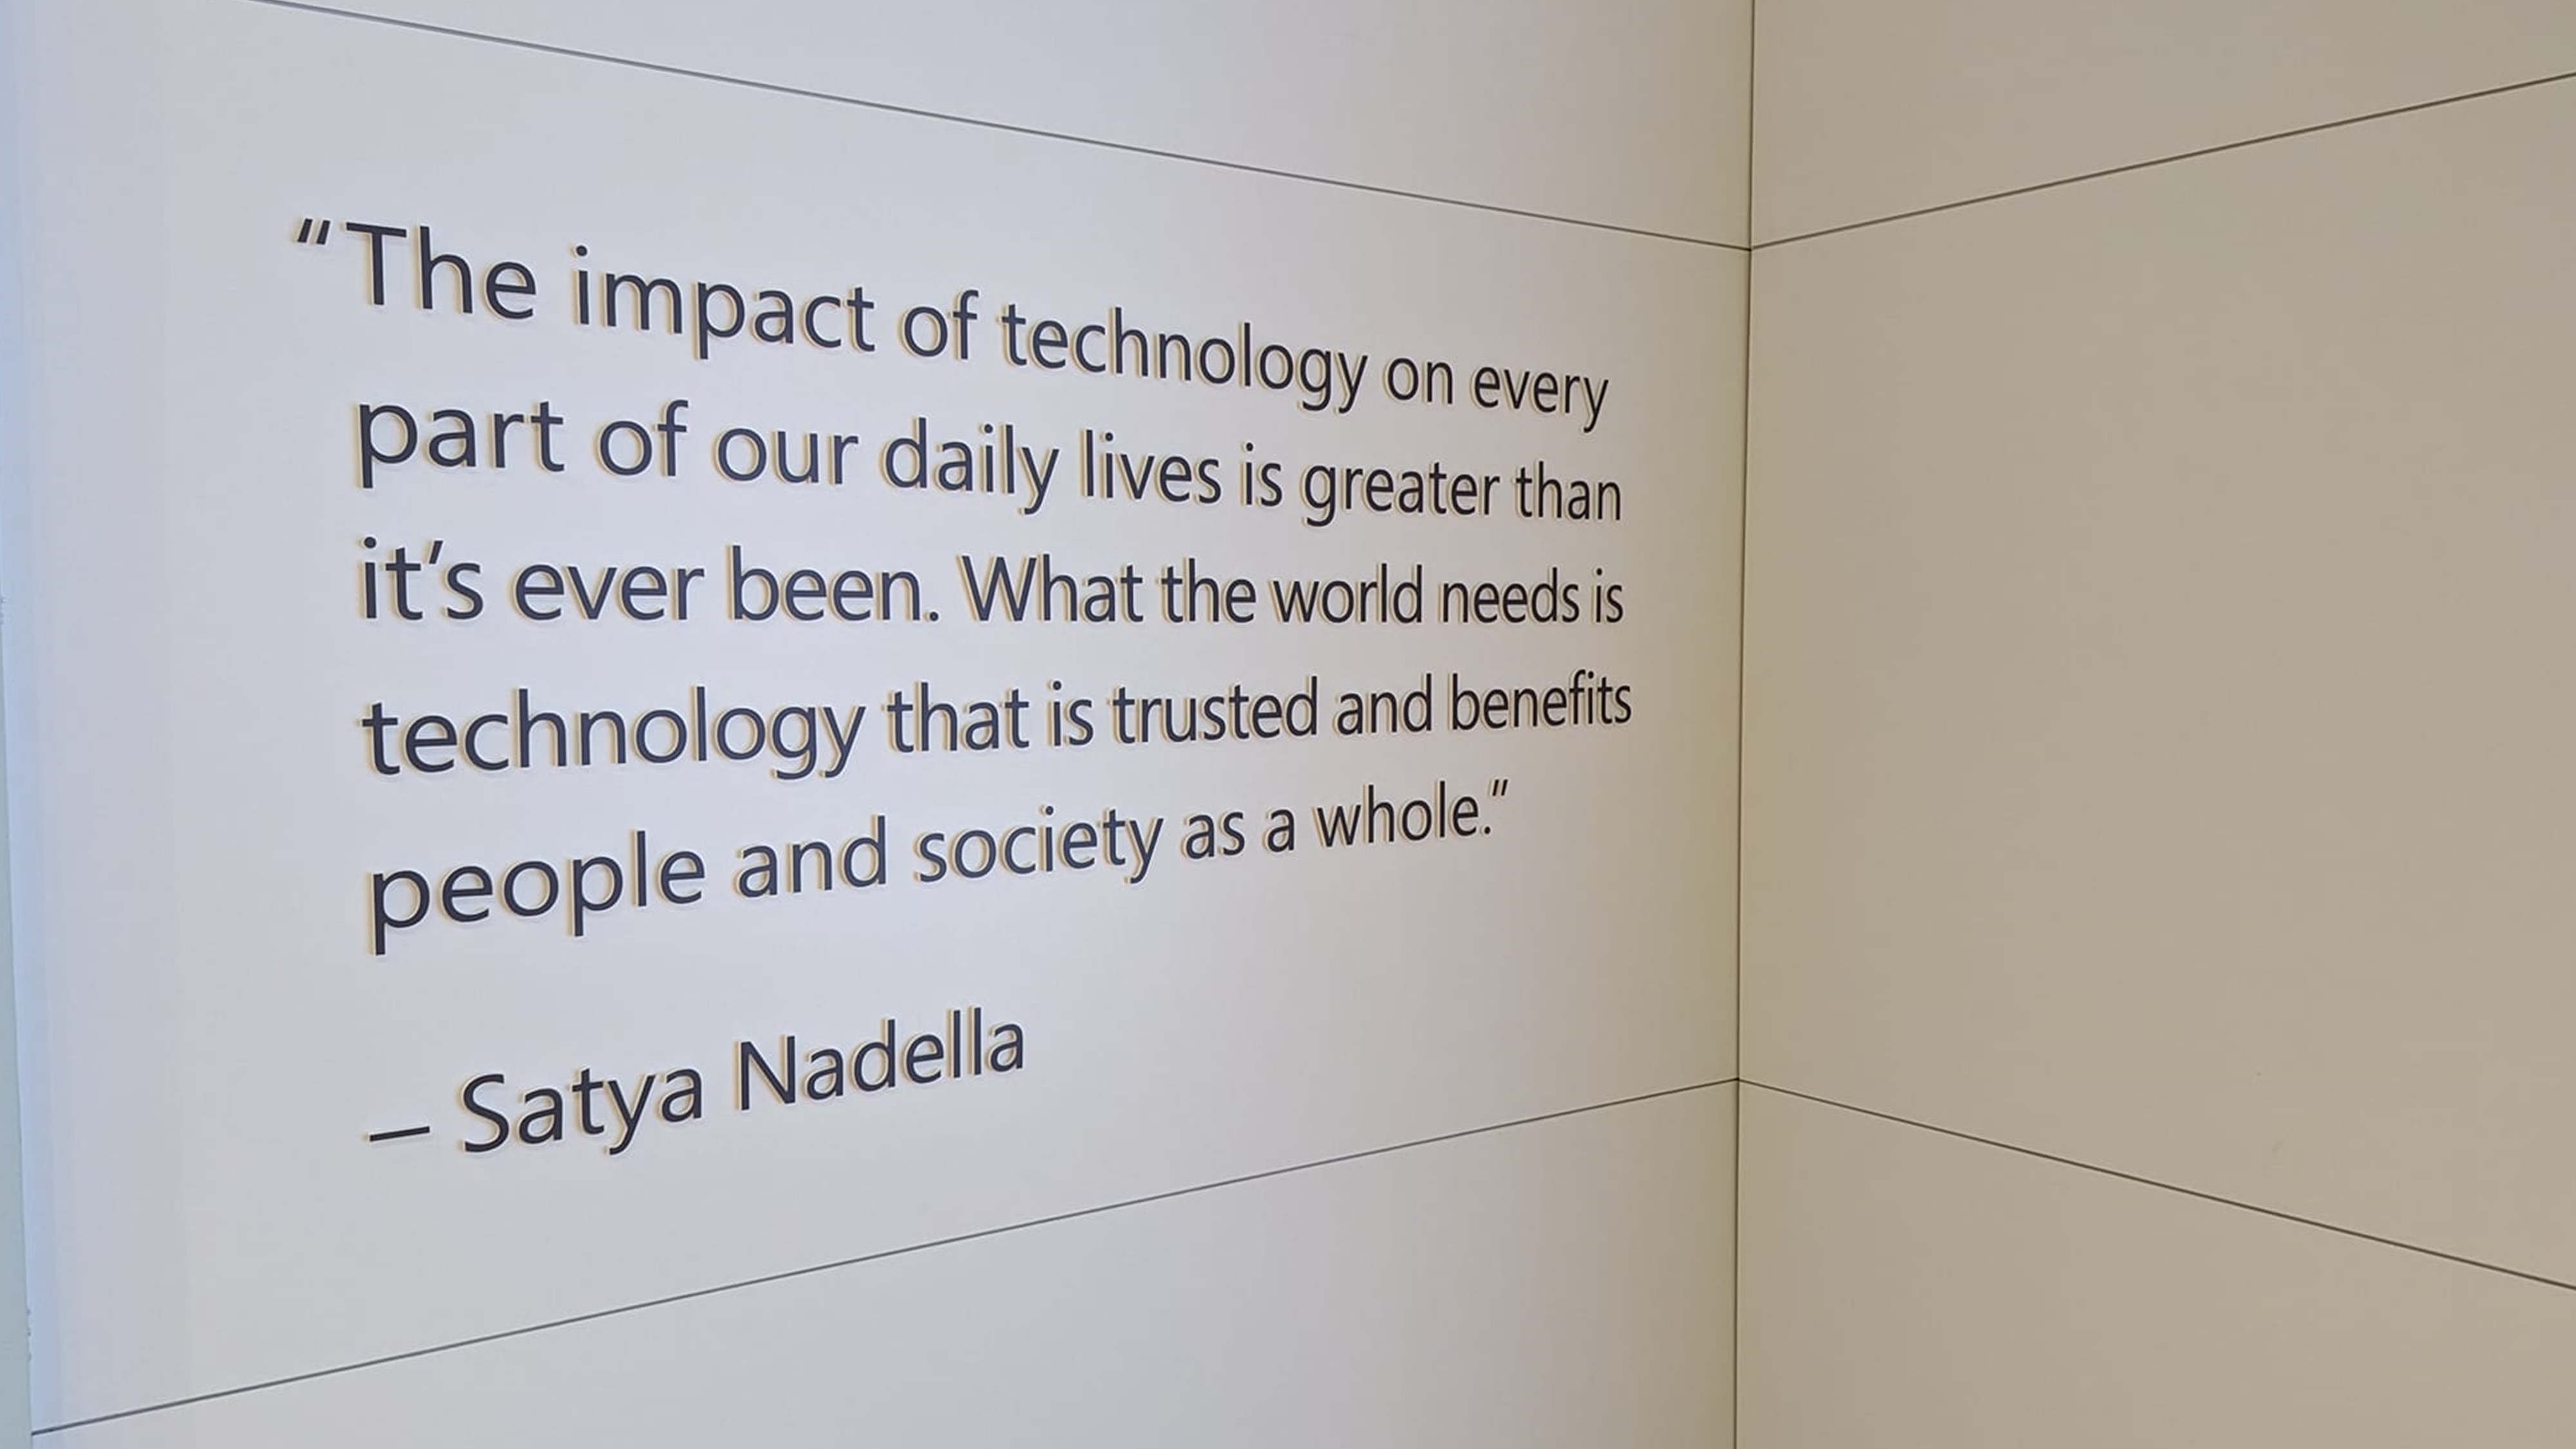 “The impact of technology on every
part of our daily lives is greater than
it’s ever been. What the world needs is
technology that is trusted and benefits
people and society as a whole.”
– Satya Nadella